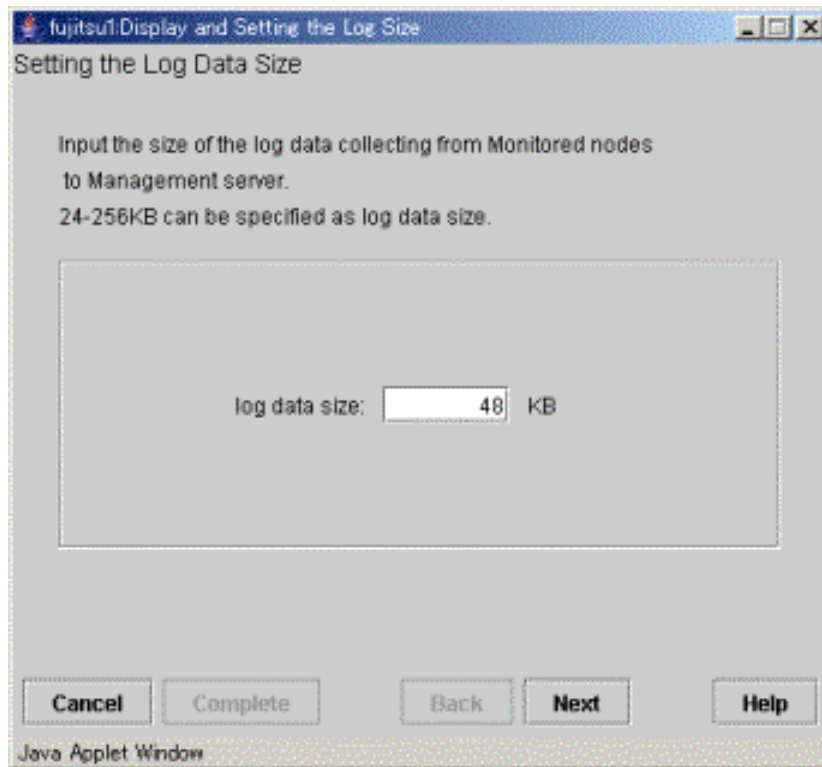 fujitsu1:Display and Setting the Log Size
Setting the Log Data Size
Input the size of the log data collecting from Monitored nodes
to Management server.
24-256KB can be specified as log data size.
log data size: 48 KB
Cancel Complete Back Next Help
Java Applet Window